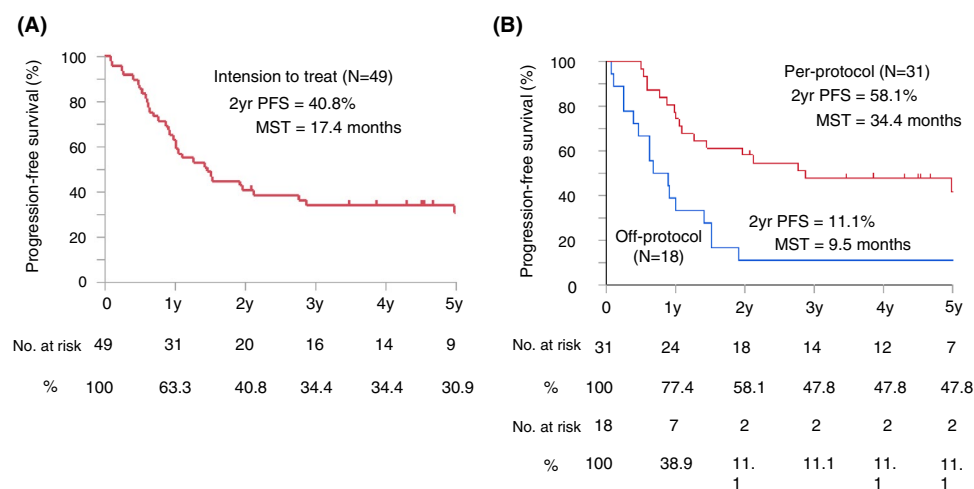 (A)
Progression-free survival (%)
100
80
60
40
20
0
Intension to treat (N=49)
2yr PFS = 40.8%
MST = 17.4 months
0 1y 2y 3y 4y 5y
No. at risk 49 31 20 16 14 9
% 100 63.3 40.8 34.4 34.4 30.9
(B)
Progression-free survival (%)
100
80
60
40
20
0
Per-protocol (N=31)
2yr PFS = 58.1%
MST = 34.4 months
2yr PFS = 11.1%
MST = 9.5 months
Off-protocol
(N=18)
0 1y 2y 3y 4y 5y
No. at risk 31 24 18 14 12 7
% 100 77.4 58.1 47.8 47.8 47.8
No. at risk 18 7 2 2 2 2
% 100 38.9 11. 11.1 11. 11.
1 1 1